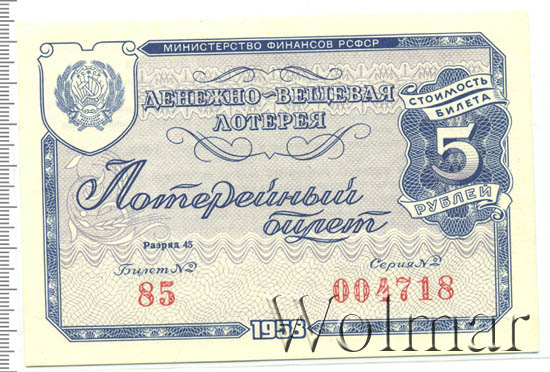 МИНИСТЕРСТВО ФИНАНСОВ РСФСР
ДЕНЕЖНО-ВЕЩЕВАЯ
ЛОТЕРЕЯ
СТОИМОСТЬ
БИЛЕТА
5
РУБЛЕЙ
Лотерейный
билет
Разряд 45
Билет №
Серия №
85
004718
1958
Wolmar